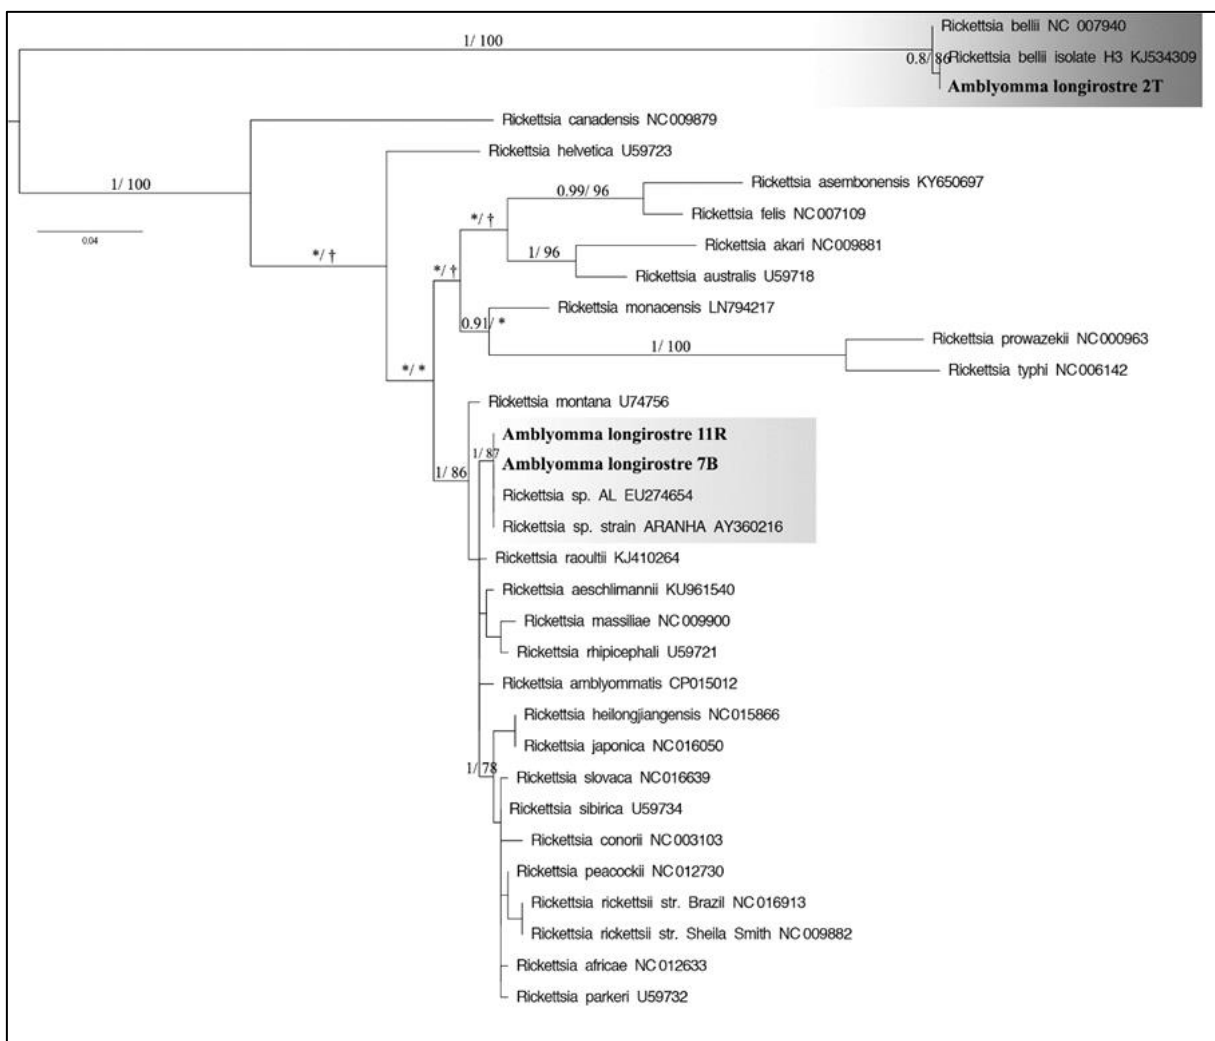 Rickettsia bellii NC 007940
1/ 100
0.8/ 86
Rickettsia bellii isolate H3 KJ534309
Amblyomma longirostre 2T
Rickettsia canadensis NC009879
Rickettsia helvetica U59723
1/ 100
0.99/ 96
Rickettsia asembonensis KY650697
Rickettsia felis NC007109
*/ †
0.04
Rickettsia akari NC009881
*/ †
1/ 96
*/ †
Rickettsia australis U59718
Rickettsia monacensis LN794217
0.91/ *
Rickettsia prowazekii NC000963
1/ 100
*/ *
Rickettsia typhi NC006142
Rickettsia montana U74756
Amblyomma longirostre 11R
1/ 87
1/ 86
Amblyomma longirostre 7B
Rickettsia sp. AL EU274654
Rickettsia sp. strain ARANHA AY360216
Rickettsia raoultii KJ410264
Rickettsia aeschlimannii KU961540
Rickettsia massiliae NC009900
Rickettsia rhipicephali U59721
Rickettsia amblyommatis CP015012
Rickettsia heilongjiangensis NC015866
Rickettsia japonica NC016050
1/ 78
Rickettsia slovaca NC016639
Rickettsia sibirica U59734
Rickettsia conorii NC003103
Rickettsia peacockii NC012730
Rickettsia rickettsii str. Brazil NC016913
Rickettsia rickettsii str. Sheila Smith NC009882
Rickettsia africae NC012633
Rickettsia parkeri U59732